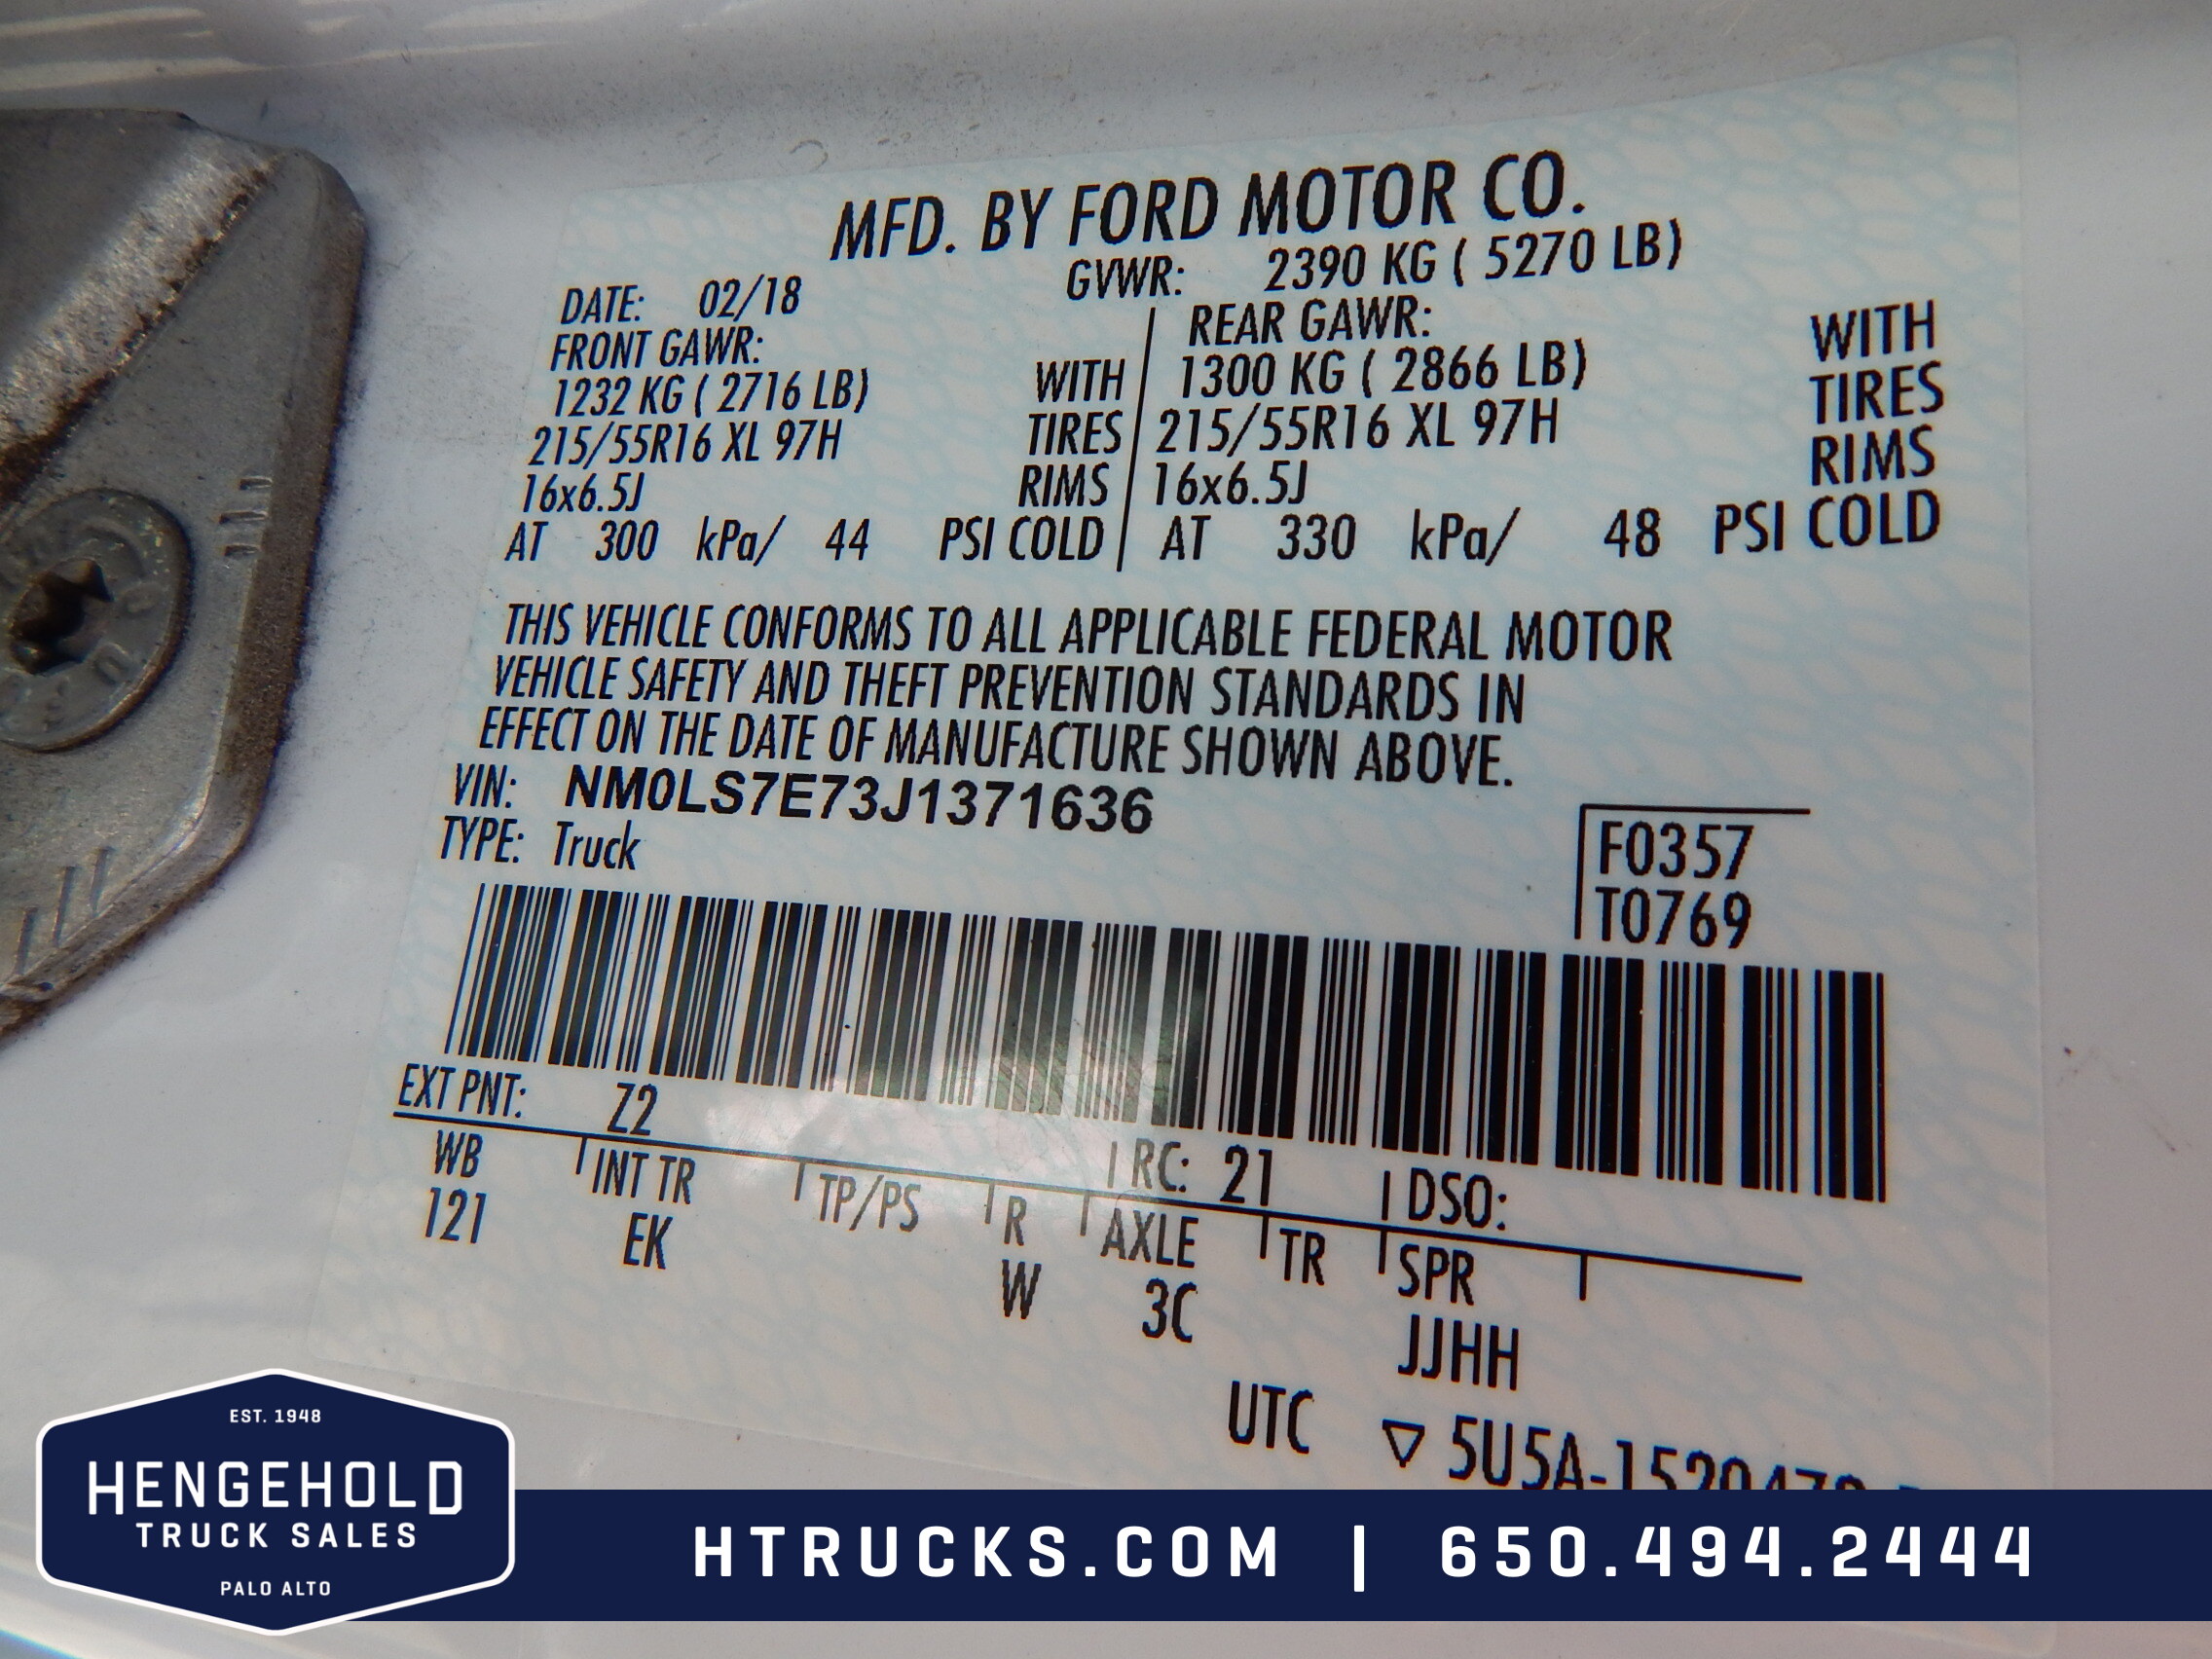 MFD. BY FORD MOTOR CO.
DATE: 02/18 GVWR: 2390 KG ( 5270 LB)
FRONT GAWR: REAR GAWR: WITH
1232 KG ( 2716 LB) WITH 1300 KG ( 2866 LB) TIRES
215/55R16 XL 97H TIRES 215/55R16 XL 97H RIMS
16x6.5J RIMS 16x6.5J
AT 300 kPa/ 44 PSI COLD AT 330 kPa/ 48 PSI COLD
THIS VEHICLE CONFORMS TO ALL APPLICABLE FEDERAL MOTOR
VEHICLE SAFETY AND THEFT PREVENTION STANDARDS IN
EFFECT ON THE DATE OF MANUFACTURE SHOWN ABOVE.
VIN: NM0LS7E73J1371636
TYPE: Truck
F0357
T0769
EXT PNT: Z2 RC: 21 DSO:
WB INT TR TP/PS R AXLE TR SPR
121 EK W 3C JJHH
UTC ▽ 5U5A-
EST. 1948
HENGEHOLD
TRUCK SALES
PALO ALTO
HTRUCKS.COM | 650.494.2444